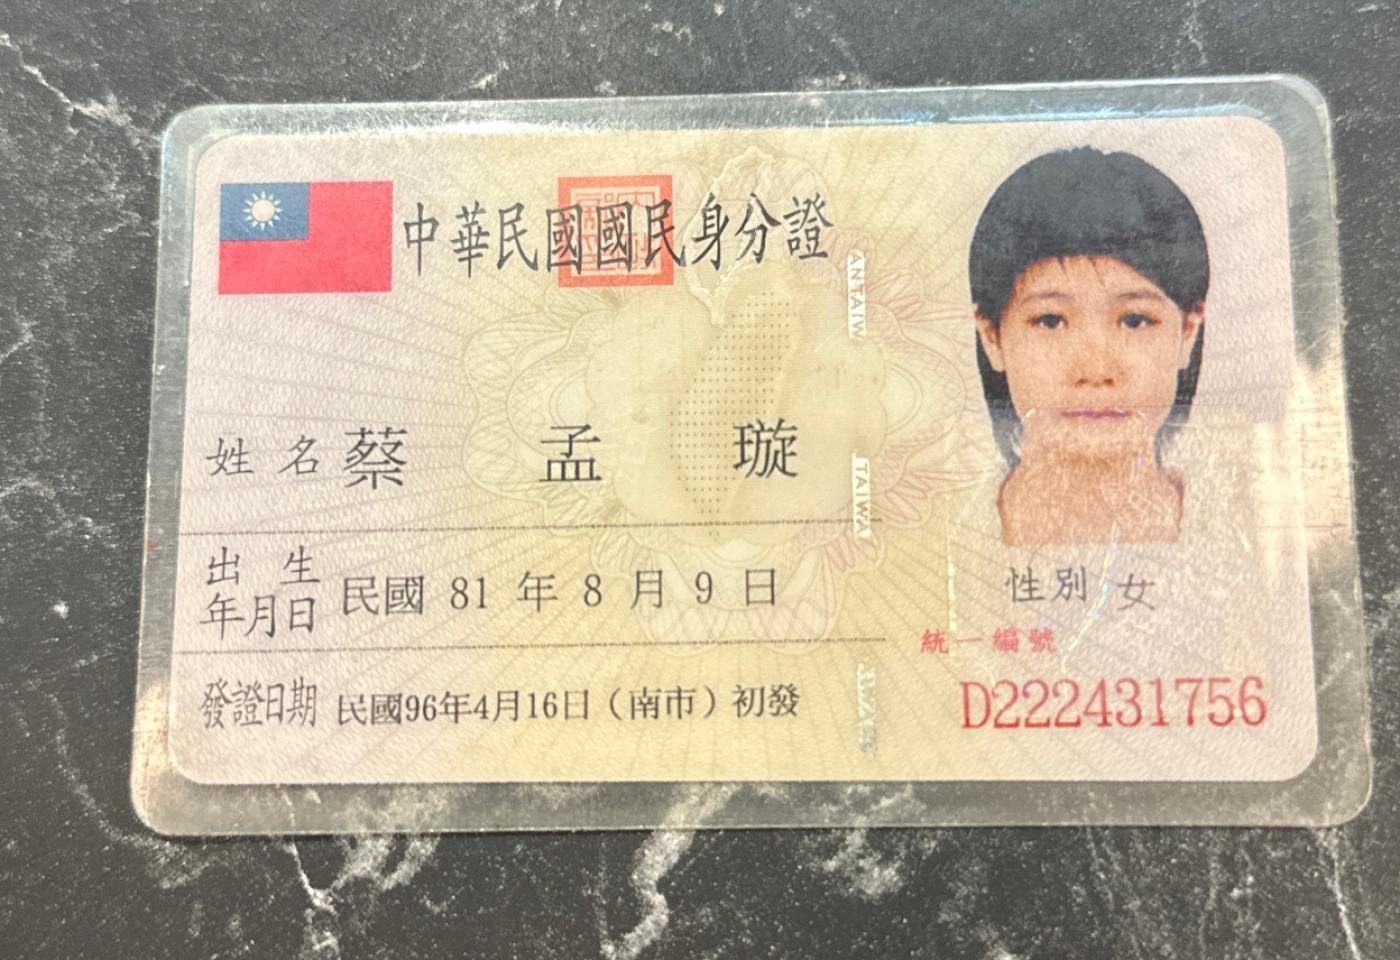 中華民國國民身分證
姓名 蔡孟璇
出生年月日 民國 81 年 8 月 9 日
發證日期 民國96年4月16日（南市）初發
性別 女
統一編號
D222431756
TAIWA